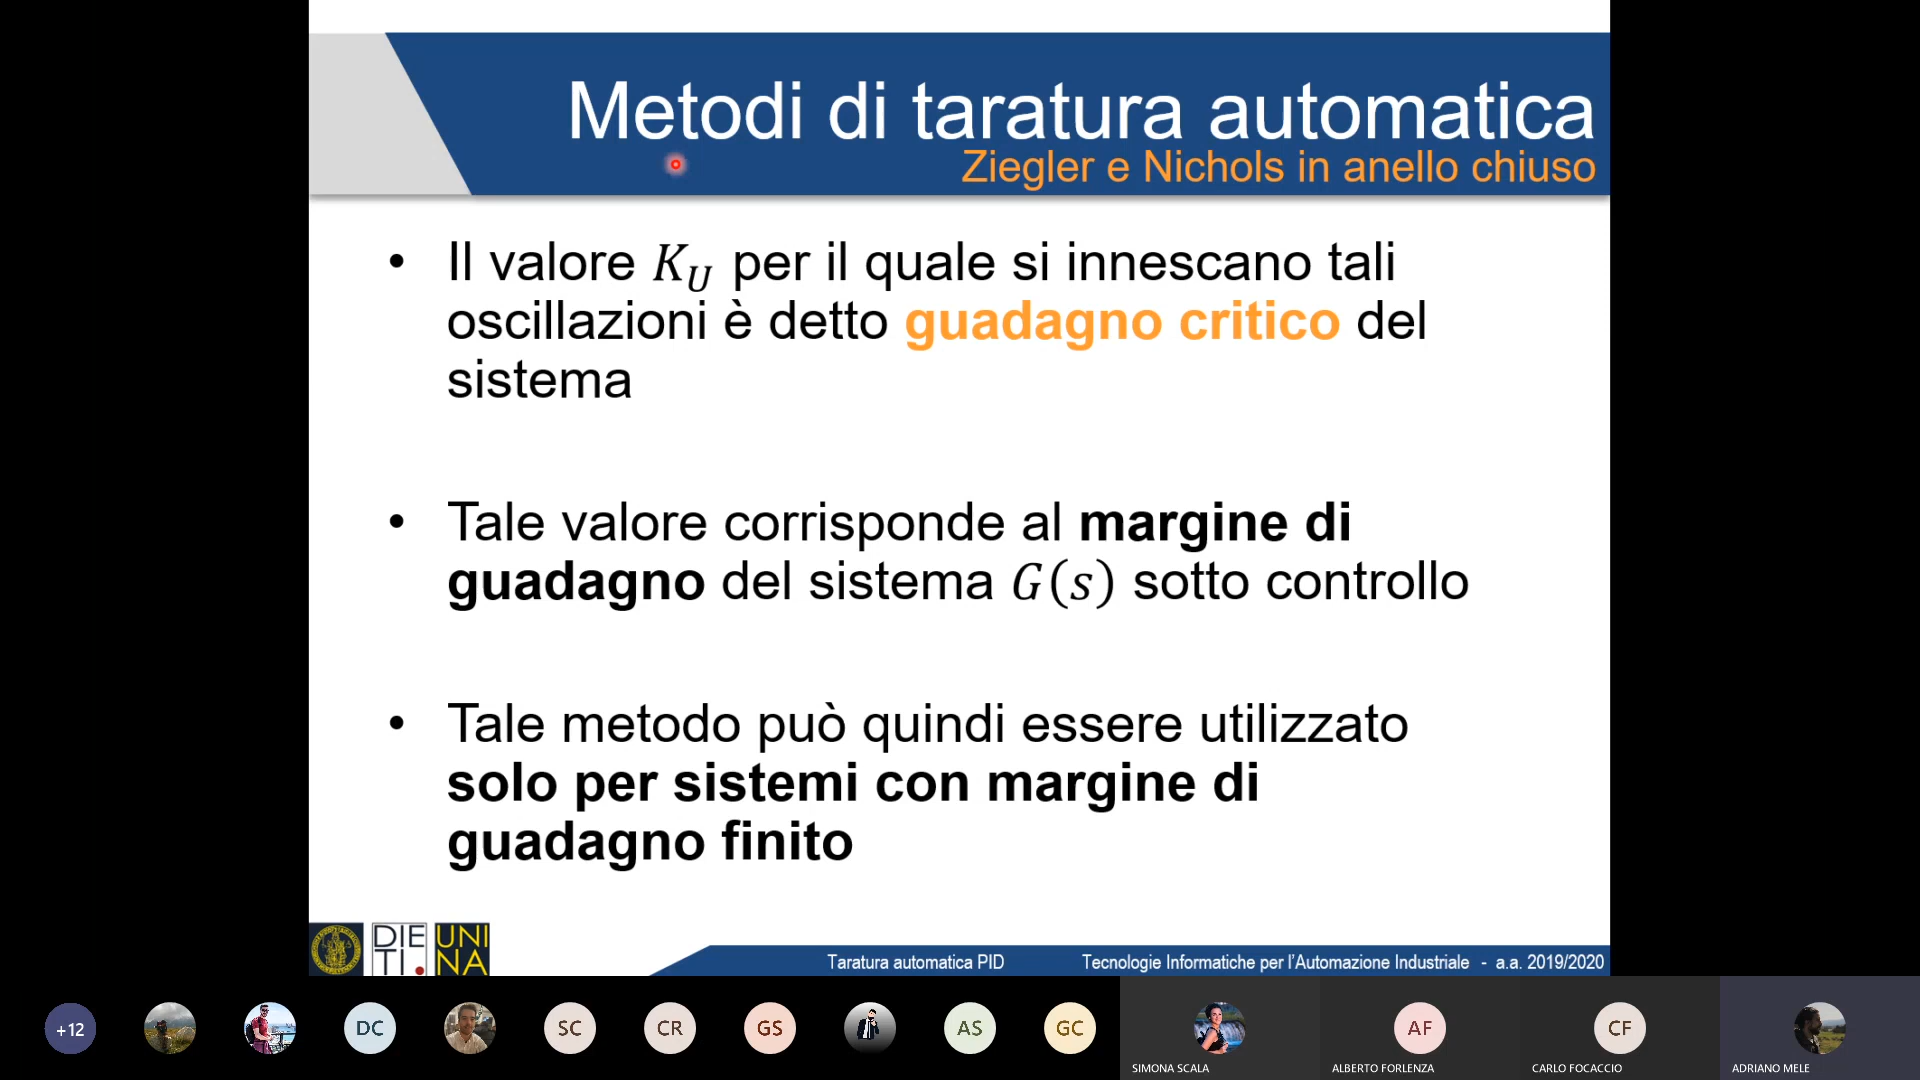 Metodi di taratura automatica
Ziegler e Nichols in anello chiuso
• Il valore K_U per il quale si innescano tali
oscillazioni è detto guadagno critico del
sistema
• Tale valore corrisponde al margine di
guadagno del sistema G(s) sotto controllo
• Tale metodo può quindi essere utilizzato
solo per sistemi con margine di
guadagno finito
DIE
TI.
UNI
NA
Taratura automatica PID
Tecnologie Informatiche per l'Automazione Industriale - a.a. 2019/2020
+12
DC
SC
CR
GS
AS
GC
SIMONA SCALA
AF
ALBERTO FORLENZA
CF
CARLO FOCACCIO
ADRIANO MELE